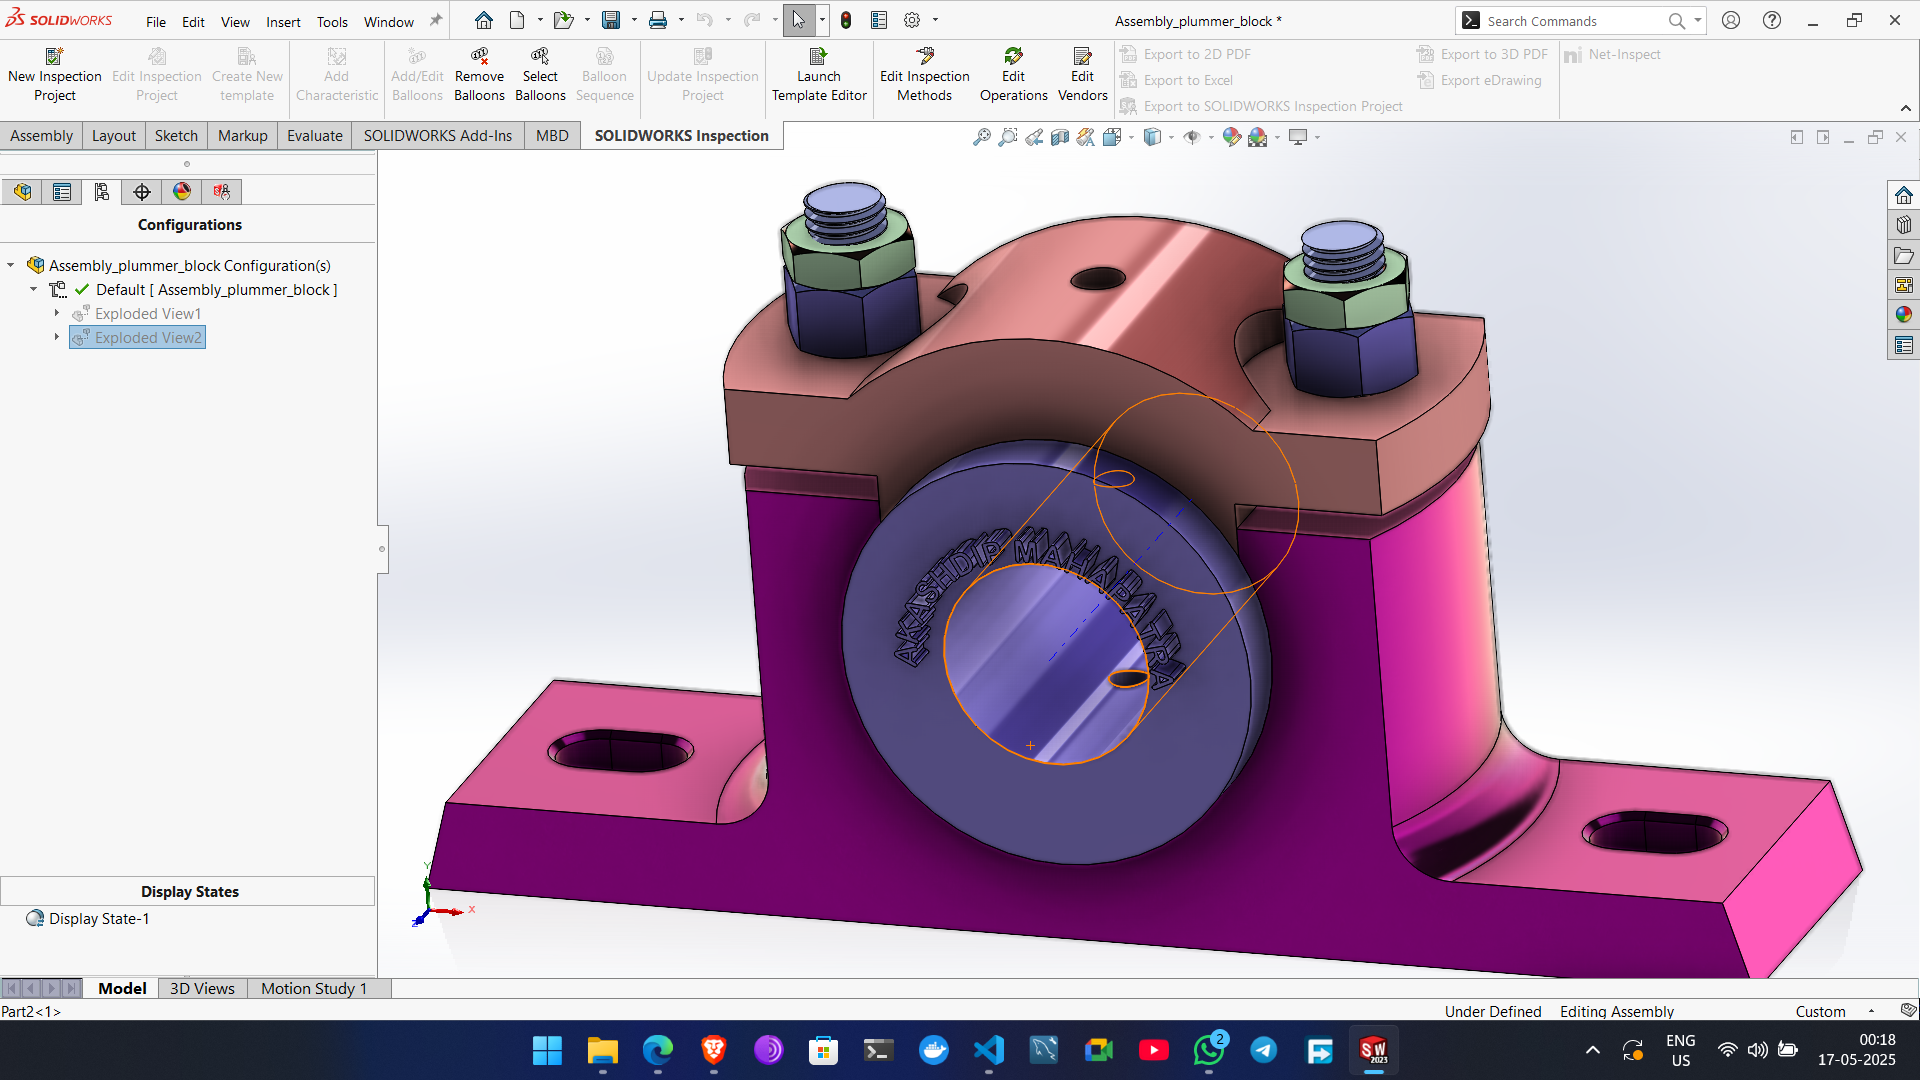 SOLIDWORKS File Edit View Insert Tools Window Assembly_plummer_block * Search Commands
New Inspection Project
Edit Inspection Project
Create New template
Add Characteristic
Add/Edit Balloons
Remove Balloons
Select Balloons
Balloon Sequence
Update Inspection Project
Launch Template Editor
Edit Inspection Methods
Edit Operations
Edit Vendors
Export to 2D PDF
Export to Excel
Export to SOLIDWORKS Inspection Project
Export to 3D PDF
Export eDrawing
Net-Inspect
Assembly Layout Sketch Markup Evaluate SOLIDWORKS Add-Ins MBD SOLIDWORKS Inspection
Configurations
Assembly_plummer_block Configuration(s)
Default [ Assembly_plummer_block ]
Exploded View1
Exploded View2
AKASHDIP MAHAPATRA
Y
X
Z
Display States
Display State-1
Model 3D Views Motion Study 1
Part2<1> Under Defined Editing Assembly Custom
2
SW 2023
ENG
US
00:18
17-05-2025